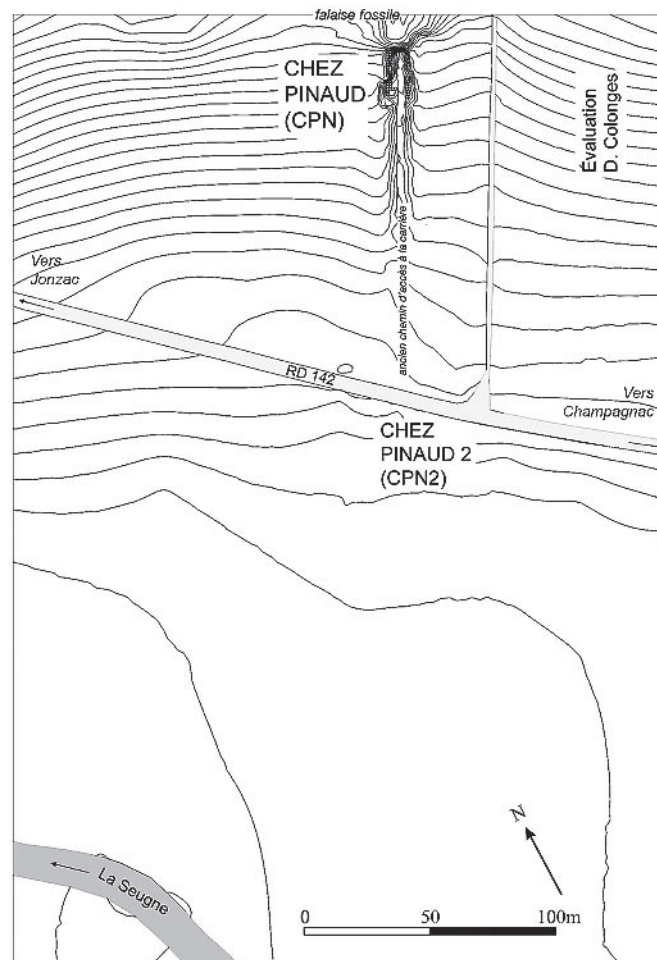 falaise fossile
CHEZ
PINAUD
(CPN)
Évaluation
D. Colonges
Vers
Jonzac
ancien chemin d'accès à la carrière
RD 142
Vers
Champagnac
CHEZ
PINAUD 2
(CPN2)
N
La Seugne
0 50 100m